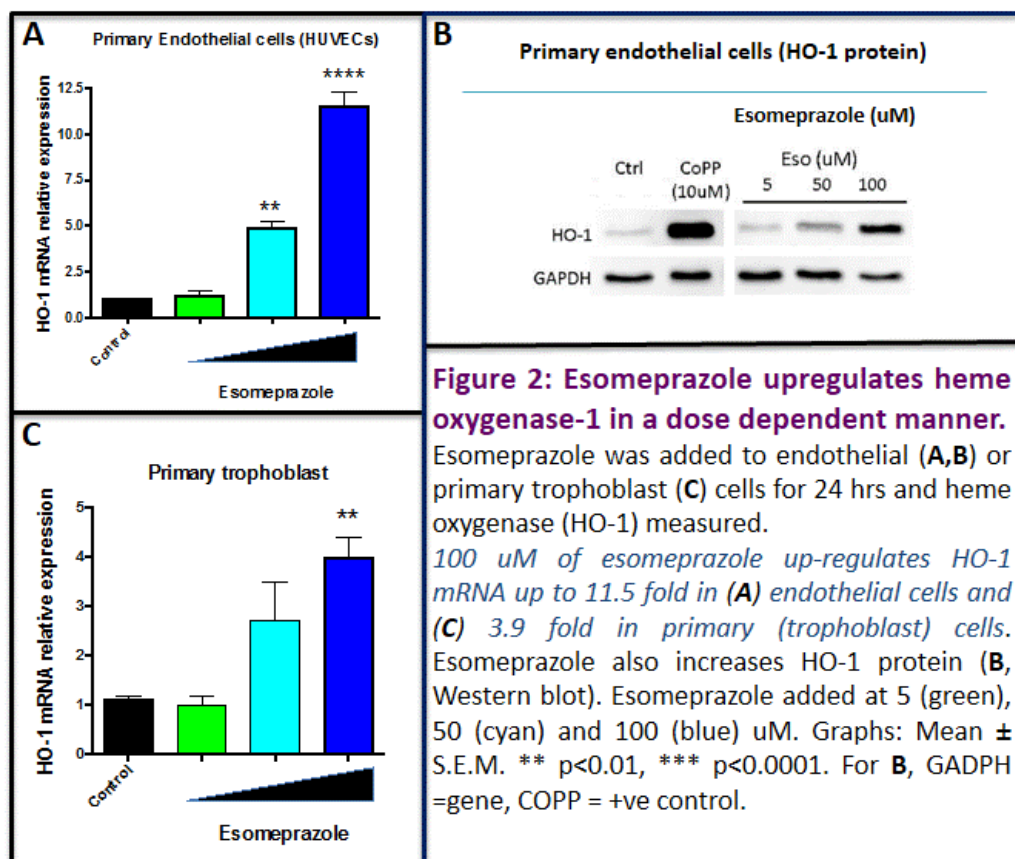 A
Primary Endothelial cells (HUVECs)
HO-1 mRNA relative expression
12.5
10.0
7.5
5.0
2.5
0.0
**
****
Control
Esomeprazole
B
Primary endothelial cells (HO-1 protein)
Esomeprazole (uM)
Ctrl
CoPP
(10uM)
Eso (uM)
5 50 100
HO-1
GAPDH
C
Primary trophoblast
HO-1 mRNA relative expression
5
4
3
2
1
0
**
Control
Esomeprazole
Figure 2: Esomeprazole upregulates heme
oxygenase-1 in a dose dependent manner.
Esomeprazole was added to endothelial (A,B) or
primary trophoblast (C) cells for 24 hrs and heme
oxygenase (HO-1) measured.
100 uM of esomeprazole up-regulates HO-1
mRNA up to 11.5 fold in (A) endothelial cells and
(C) 3.9 fold in primary (trophoblast) cells.
Esomeprazole also increases HO-1 protein (B,
Western blot). Esomeprazole added at 5 (green),
50 (cyan) and 100 (blue) uM. Graphs: Mean ±
S.E.M. ** p<0.01, *** p<0.0001. For B, GADPH
=gene, COPP = +ve control.